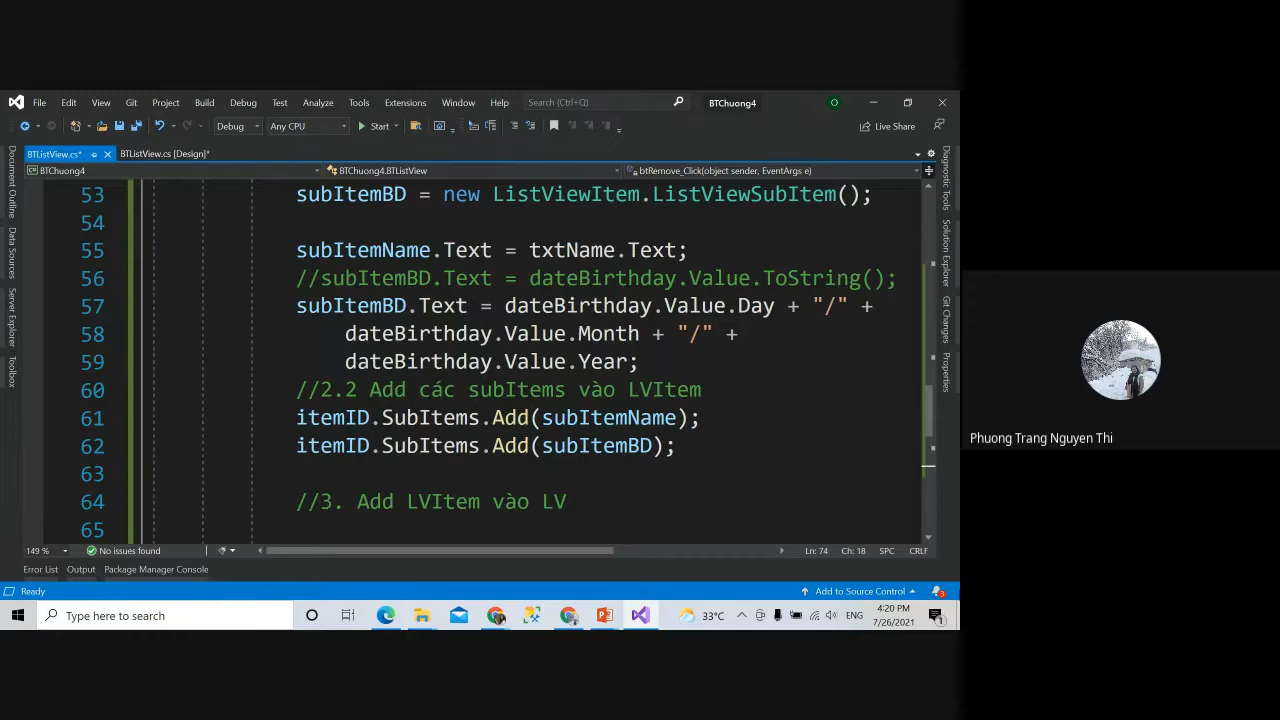 File Edit View Git Project Build Debug Test Analyze Tools Extensions Window Help Search (Ctrl+Q) BTChuong4
Debug Any CPU Start Live Share
BTListView.cs* BTListView.cs [Design]*
BTChuong4 BTChuong4.BTListView btRemove_Click(object sender, EventArgs e)
Document Outline
Data Sources
Server Explorer
Toolbox
53 subItemBD = new ListViewItem.ListViewSubItem();
54
55 subItemName.Text = txtName.Text;
56 //subItemBD.Text = dateBirthday.Value.ToString();
57 subItemBD.Text = dateBirthday.Value.Day + "/" +
58 dateBirthday.Value.Month + "/" +
59 dateBirthday.Value.Year;
60 //2.2 Add các subItems vào LVItem
61 itemID.SubItems.Add(subItemName);
62 itemID.SubItems.Add(subItemBD);
63
64 //3. Add LVItem vào LV
65
Diagnostic Tools
Solution Explorer
Git Changes
Properties
149 % No issues found Ln: 74 Ch: 18 SPC CRLF
Error List Output Package Manager Console
Ready Add to Source Control 3
Type here to search 33°C ENG 4:20 PM
7/26/2021 1
Phuong Trang Nguyen Thi